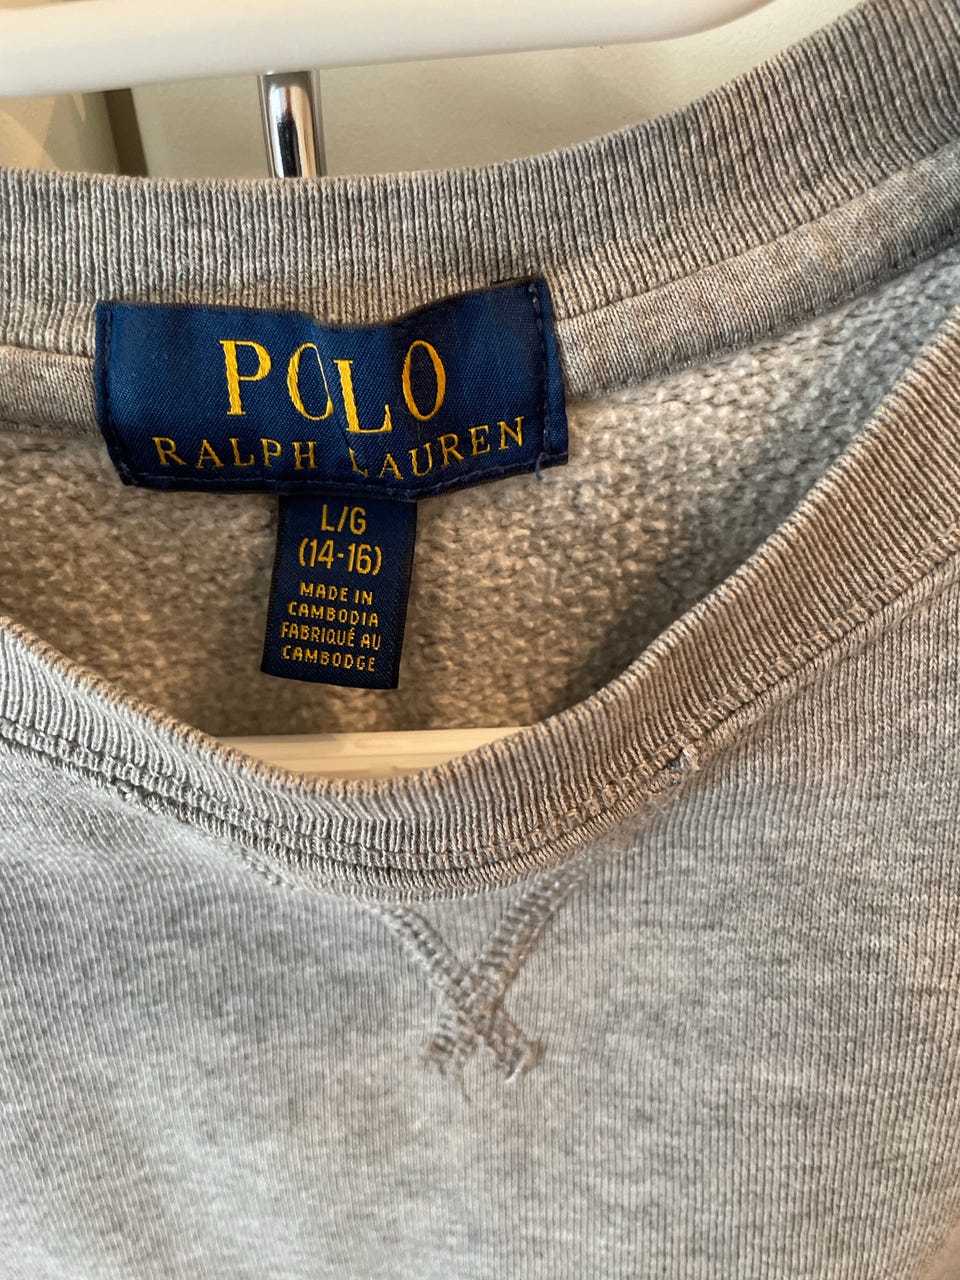 POLO
RALPH LAUREN
L/G
(14-16)
MADE IN
CAMBODIA
FABRIQUÉ AU
CAMBODGE